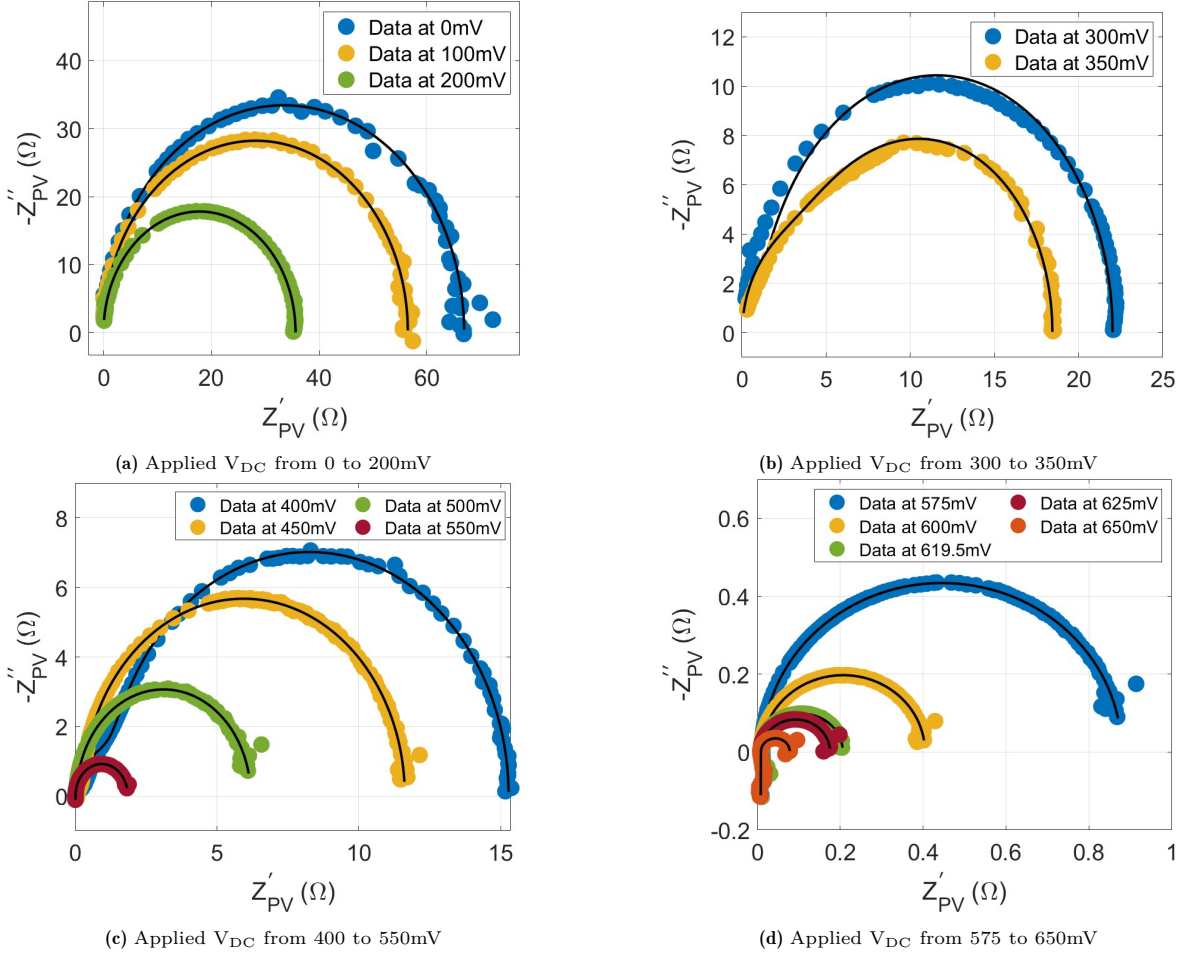 Data at 0mV
Data at 100mV
Data at 200mV
40
30
20
10
0
-Z''PV (Ω)
0 20 40 60
Z'PV (Ω)
(a) Applied VDC from 0 to 200mV
Data at 300mV
Data at 350mV
12
10
8
6
4
2
0
-Z''PV (Ω)
0 5 10 15 20 25
Z'PV (Ω)
(b) Applied VDC from 300 to 350mV
Data at 400mV Data at 500mV
Data at 450mV Data at 550mV
8
6
4
2
0
-Z''PV (Ω)
0 5 10 15
Z'PV (Ω)
(c) Applied VDC from 400 to 550mV
Data at 575mV Data at 625mV
Data at 600mV Data at 650mV
Data at 619.5mV
0.6
0.4
0.2
0
-0.2
-Z''PV (Ω)
0 0.2 0.4 0.6 0.8 1
Z'PV (Ω)
(d) Applied VDC from 575 to 650mV